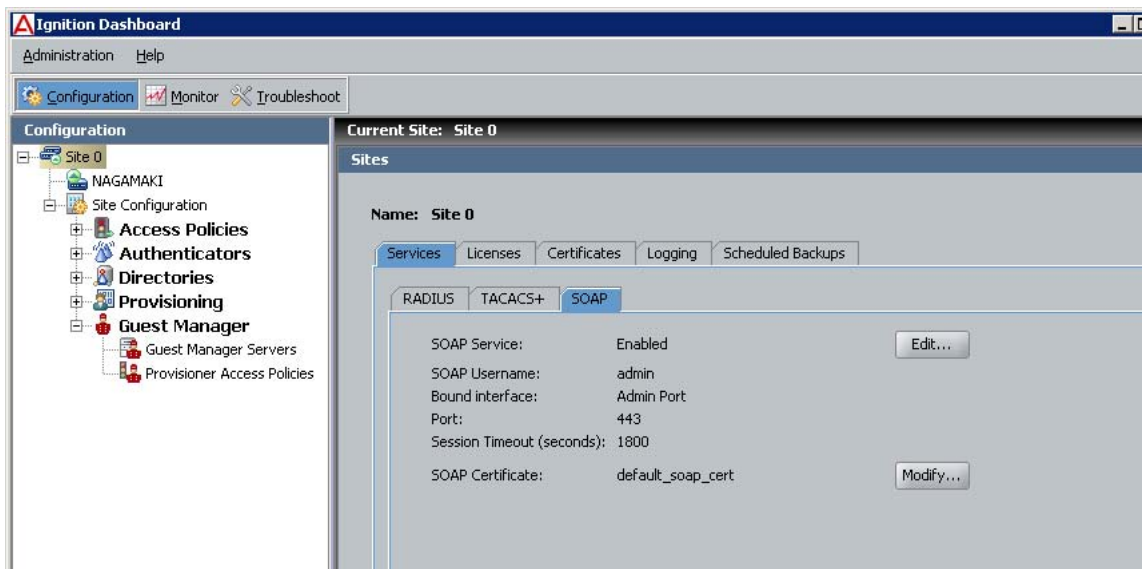 Ignition Dashboard
Administration Help
Configuration Monitor Troubleshoot
Configuration
Site 0
NAGAMAKI
Site Configuration
Access Policies
Authenticators
Directories
Provisioning
Guest Manager
Guest Manager Servers
Provisioner Access Policies
Current Site: Site 0
Sites
Name: Site 0
Services Licenses Certificates Logging Scheduled Backups
RADIUS TACACS+ SOAP
SOAP Service: Enabled Edit...
SOAP Username: admin
Bound interface: Admin Port
Port: 443
Session Timeout (seconds): 1800
SOAP Certificate: default_soap_cert Modify...